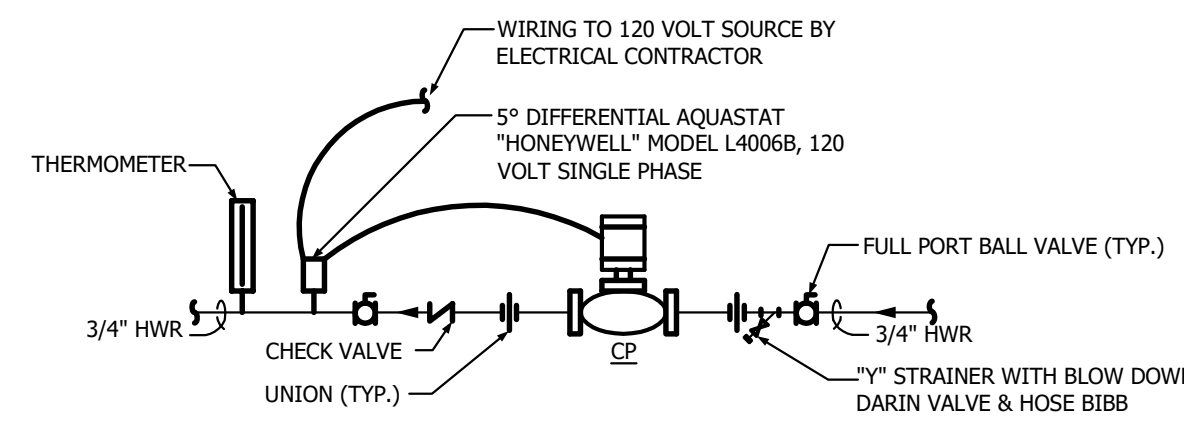 WIRING TO 120 VOLT SOURCE BY
ELECTRICAL CONTRACTOR
5° DIFFERENTIAL AQUASTAT
"HONEYWELL" MODEL L4006B, 120
VOLT SINGLE PHASE
THERMOMETER
FULL PORT BALL VALVE (TYP.)
3/4" HWR
CHECK VALVE
CP
3/4" HWR
UNION (TYP.)
"Y" STRAINER WITH BLOW DOWN
DARIN VALVE & HOSE BIBB